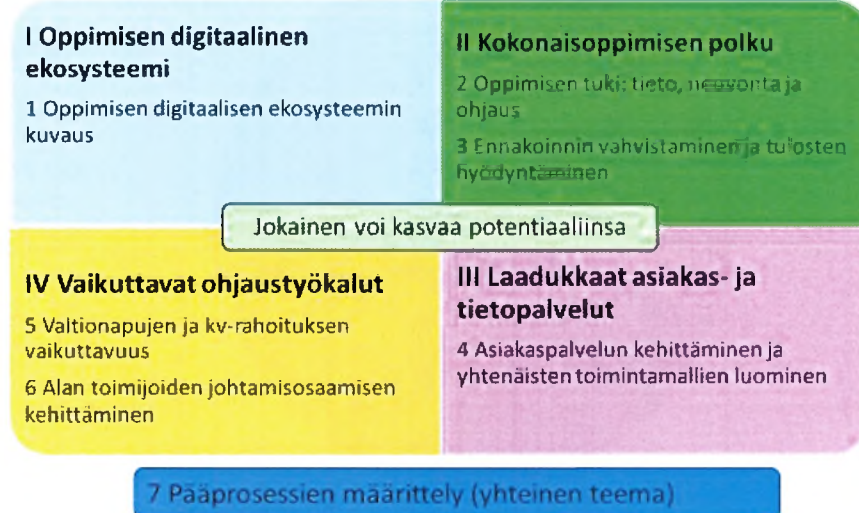 I Oppimisen digitaalinen
ekosysteemi
1 Oppimisen digitaalisen ekosysteemin
kuvaus
II Kokonaisoppimisen polku
2 Oppimisen tuki: tieto, neuvonta ja
ohjaus
3 Ennakoinnin vahvistaminen ja tulosten
hyödyntäminen
Jokainen voi kasvaa potentiaaliinsa
IV Vaikuttavat ohjaustyökalut
5 Valtionapujen ja kv-rahoituksen
vaikuttavuus
6 Alan toimijoiden johtamisosaamisen
kehittäminen
III Laadukkaat asiakas- ja
tietopalvelut
4 Asiakaspalvelun kehittäminen ja
yhtenäisten toimintamallien luominen
7 Pääprosessien määrittely (yhteinen teema)